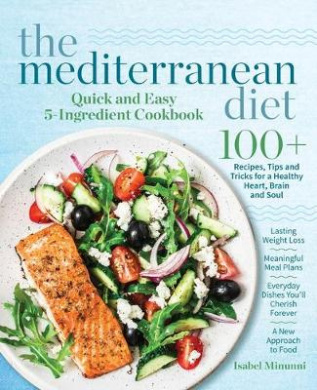 the
mediterranean
diet
Quick and Easy
5-Ingredient Cookbook
100+
Recipes, Tips and
Tricks for a Healthy
Heart, Brain
and Soul
Lasting
Weight Loss
Meaningful
Meal Plans
Everyday
Dishes You'll
Cherish
Forever
A New
Approach
to Food
Isabel Minunni